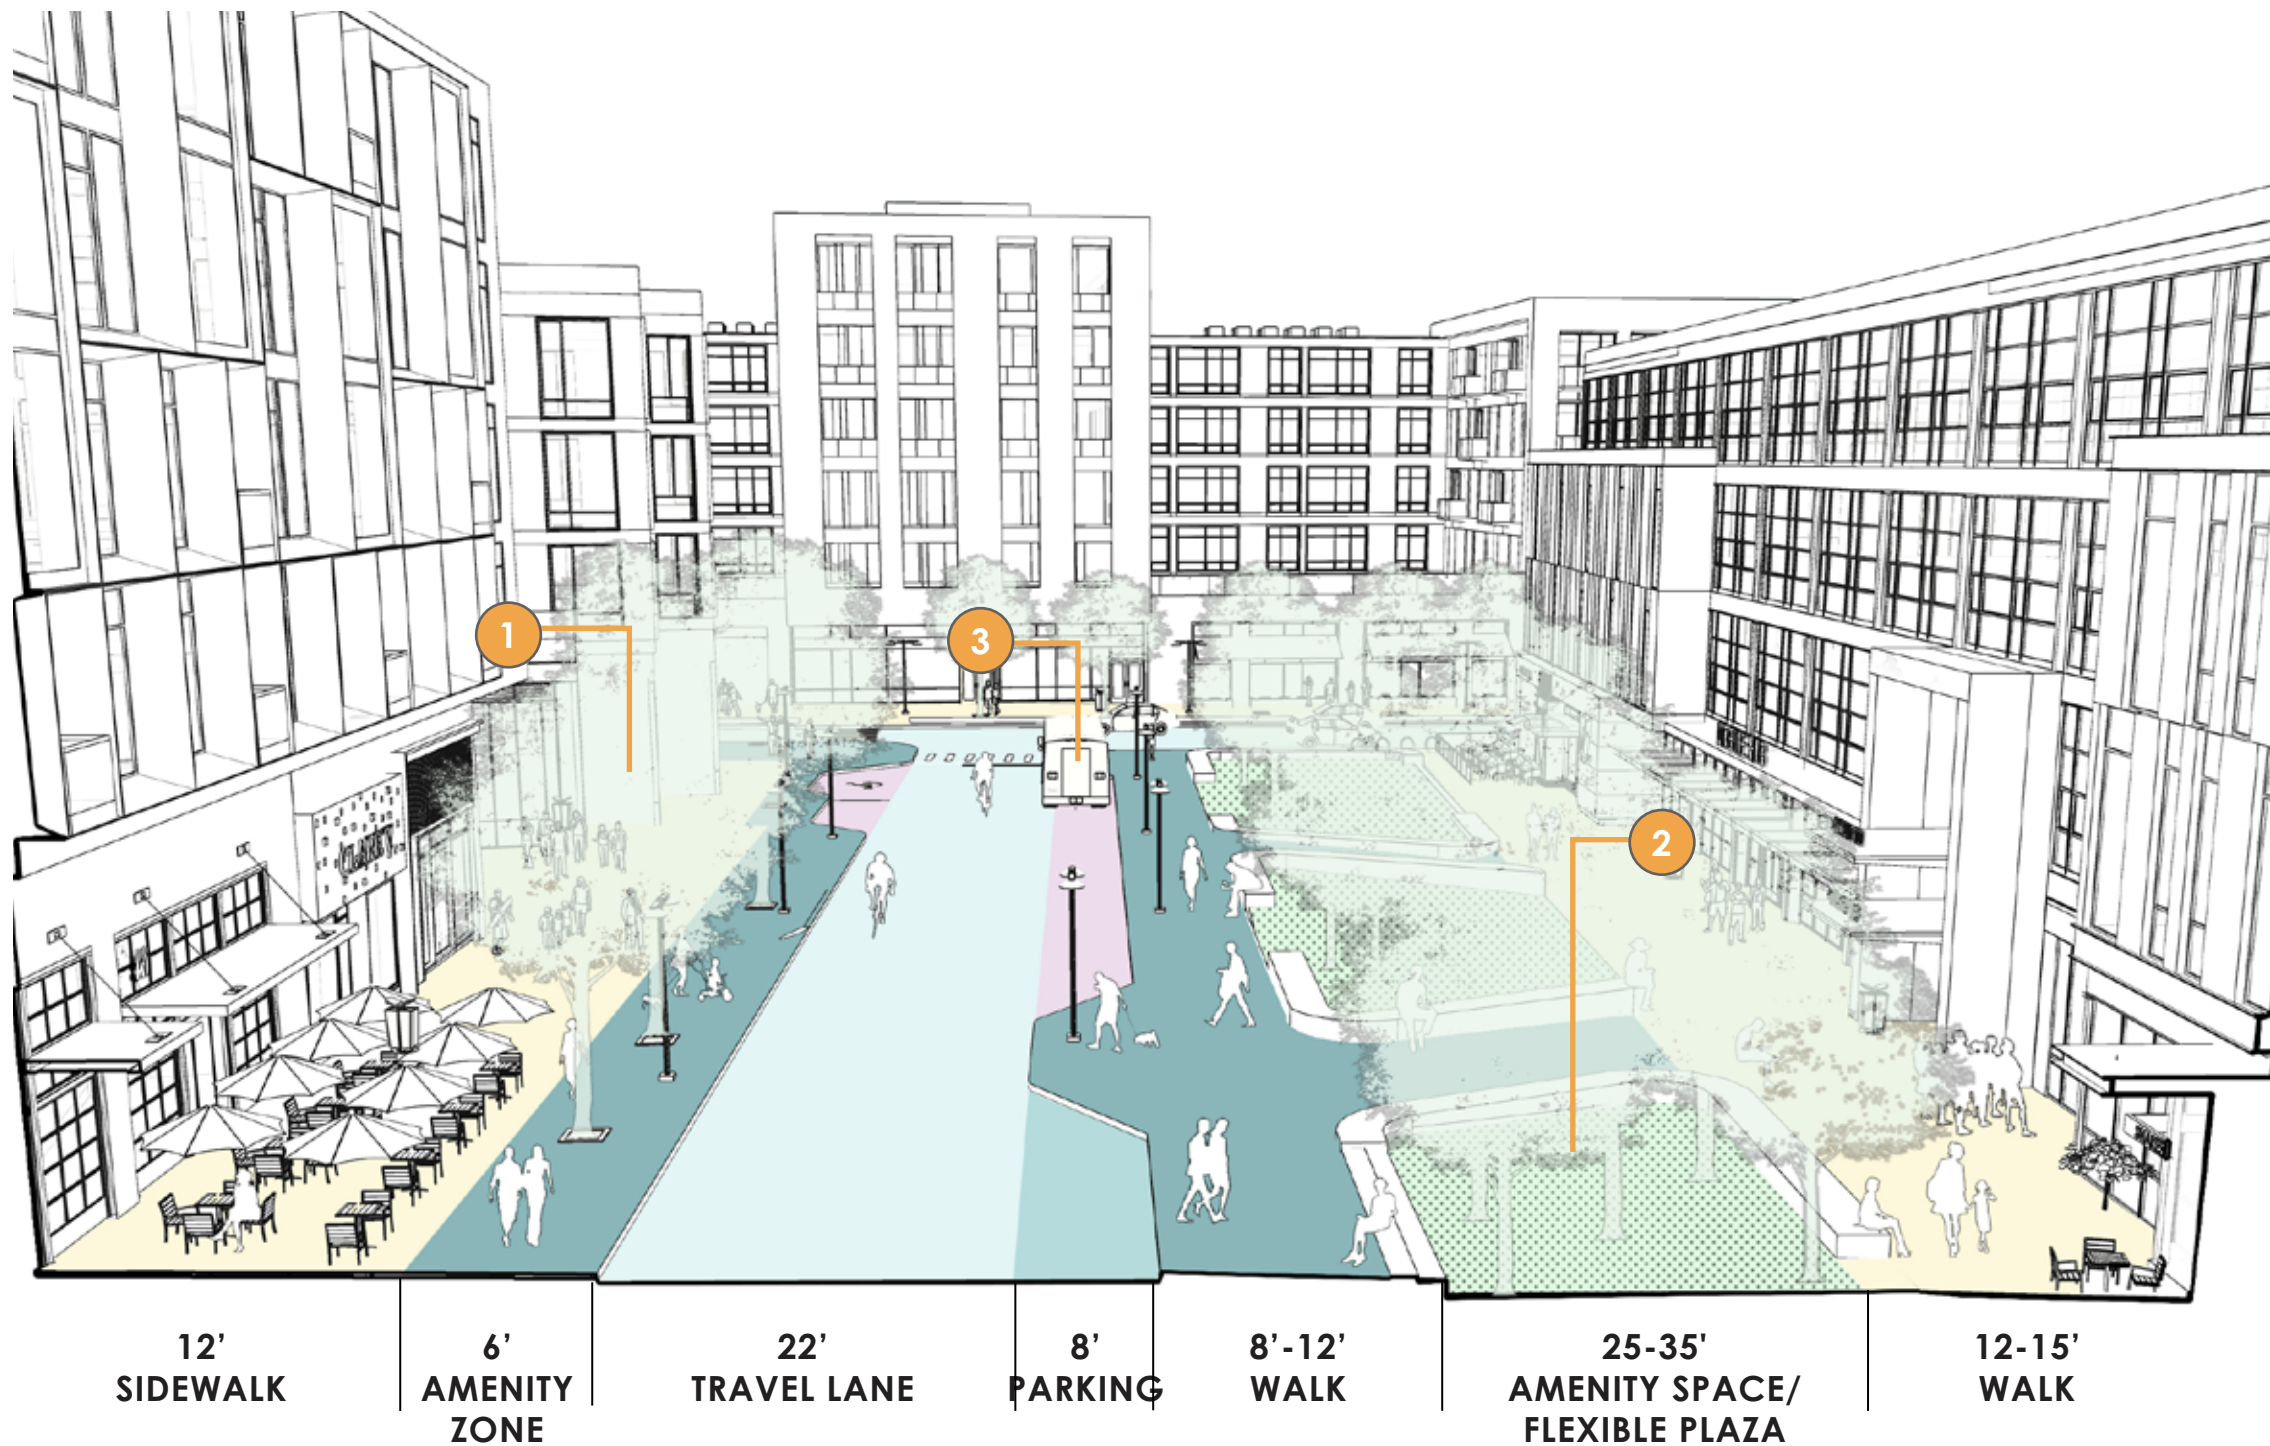 1
3
2
12’
SIDEWALK
6’
AMENITY
ZONE
22’
TRAVEL LANE
8’
PARKING
8’-12’
WALK
25-35'
AMENITY SPACE/
FLEXIBLE PLAZA
12-15’
WALK